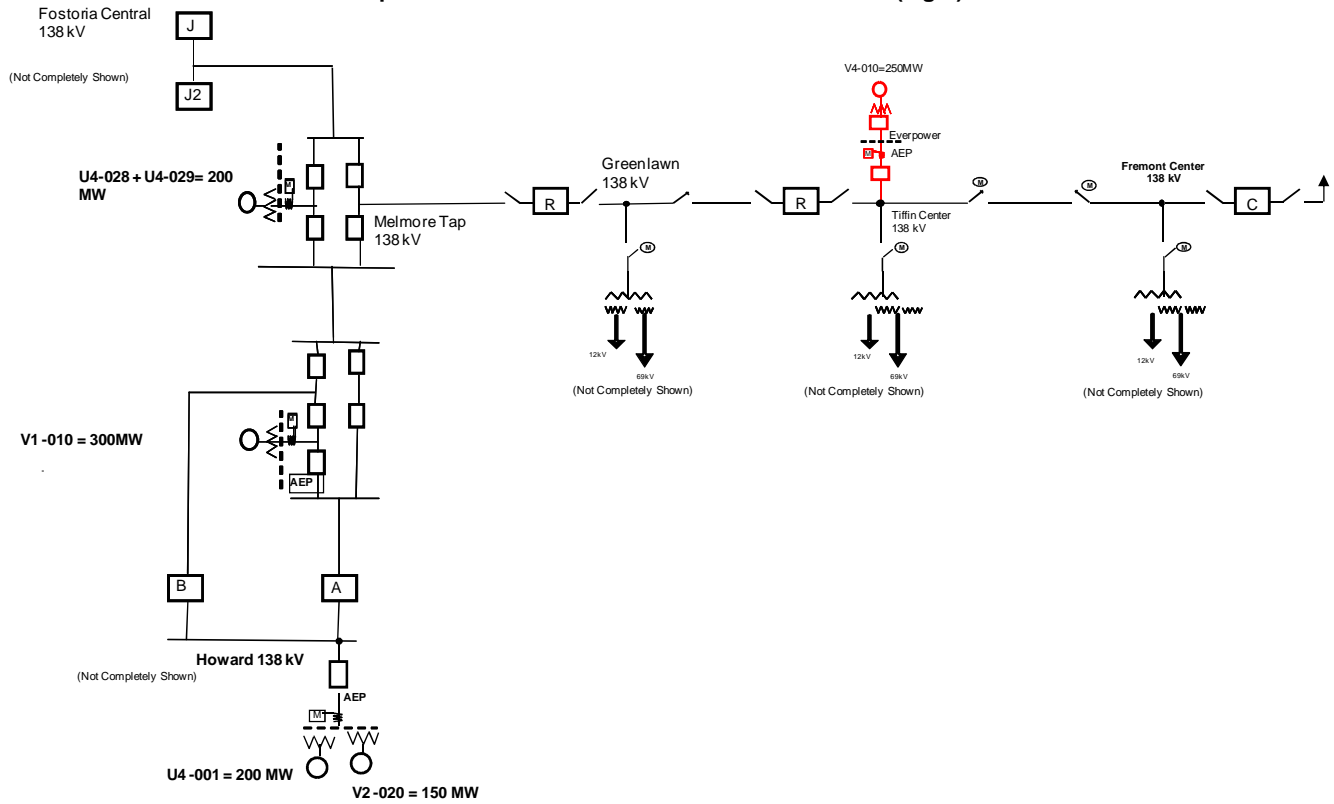 Fostoria Central
138 kV
J
(Not Completely Shown)
J2
V4-010=250MW
Everpower
M
AEP
U4-028 + U4-029= 200
MW
M
Greenlawn
138 kV
Fremont Center
138 kV
M
M
R
R
C
Melmore Tap
138 kV
Tiffin Center
138 kV
M
M
M
12kV
69kV
(Not Completely Shown)
12kV
69kV
(Not Completely Shown)
12kV
69kV
(Not Completely Shown)
V1-010 = 300MW
M
AEP
B
A
Howard 138 kV
(Not Completely Shown)
AEP
M
U4-001 = 200 MW
V2-020 = 150 MW